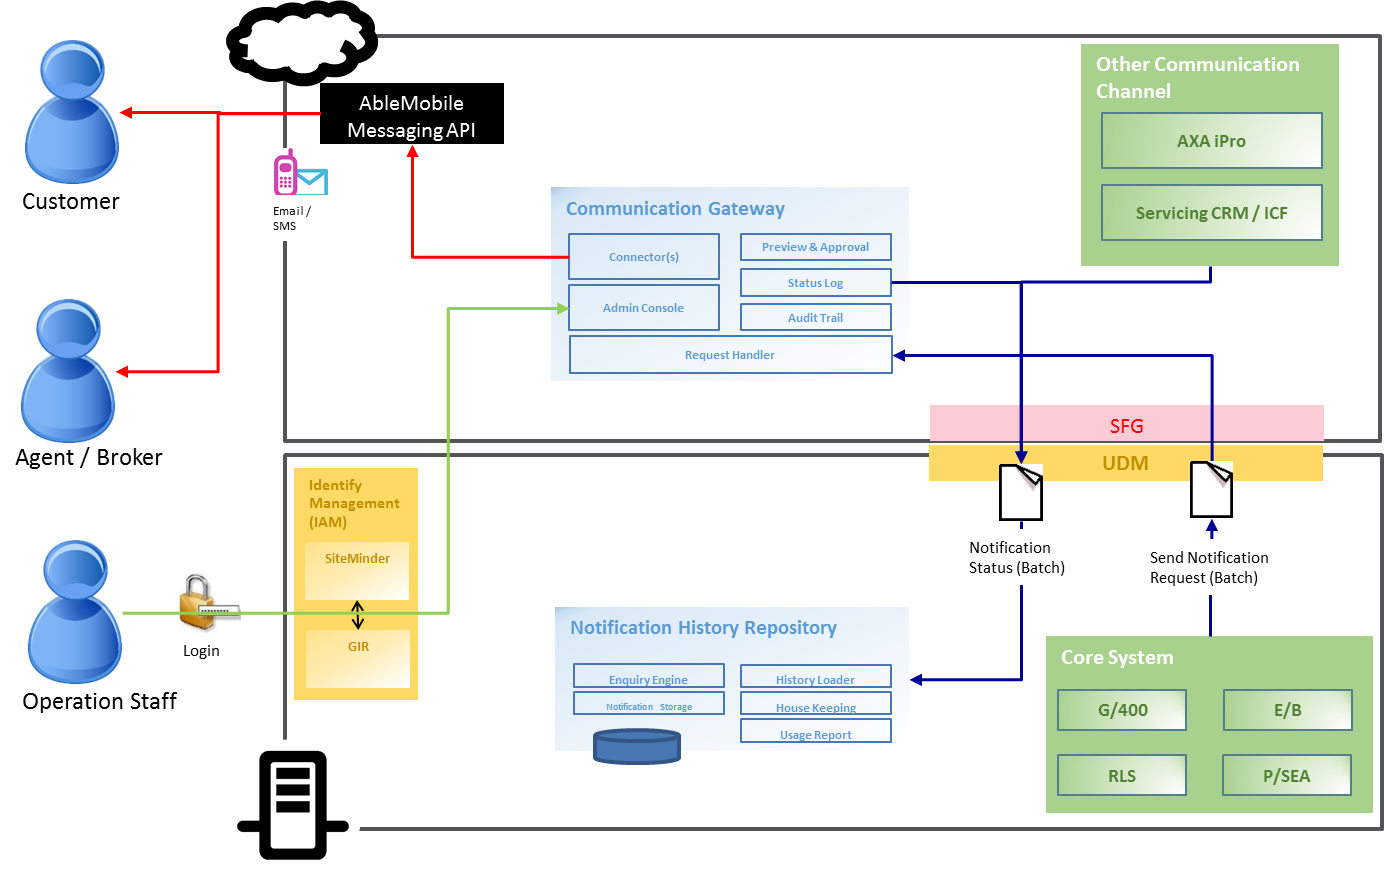 Customer
Agent / Broker
Operation Staff
Login
AbleMobile
Messaging API
Email /
SMS
Communication Gateway
Connector(s)
Admin Console
Preview & Approval
Status Log
Audit Trail
Request Handler
Other Communication
Channel
AXA iPro
Servicing CRM / ICF
SFG
UDM
Identify
Management
(IAM)
SiteMinder
GIR
Notification
Status (Batch)
Send Notification
Request (Batch)
Notification History Repository
Enquiry Engine
Notification Storage
History Loader
House Keeping
Usage Report
Core System
G/400
E/B
RLS
P/SEA